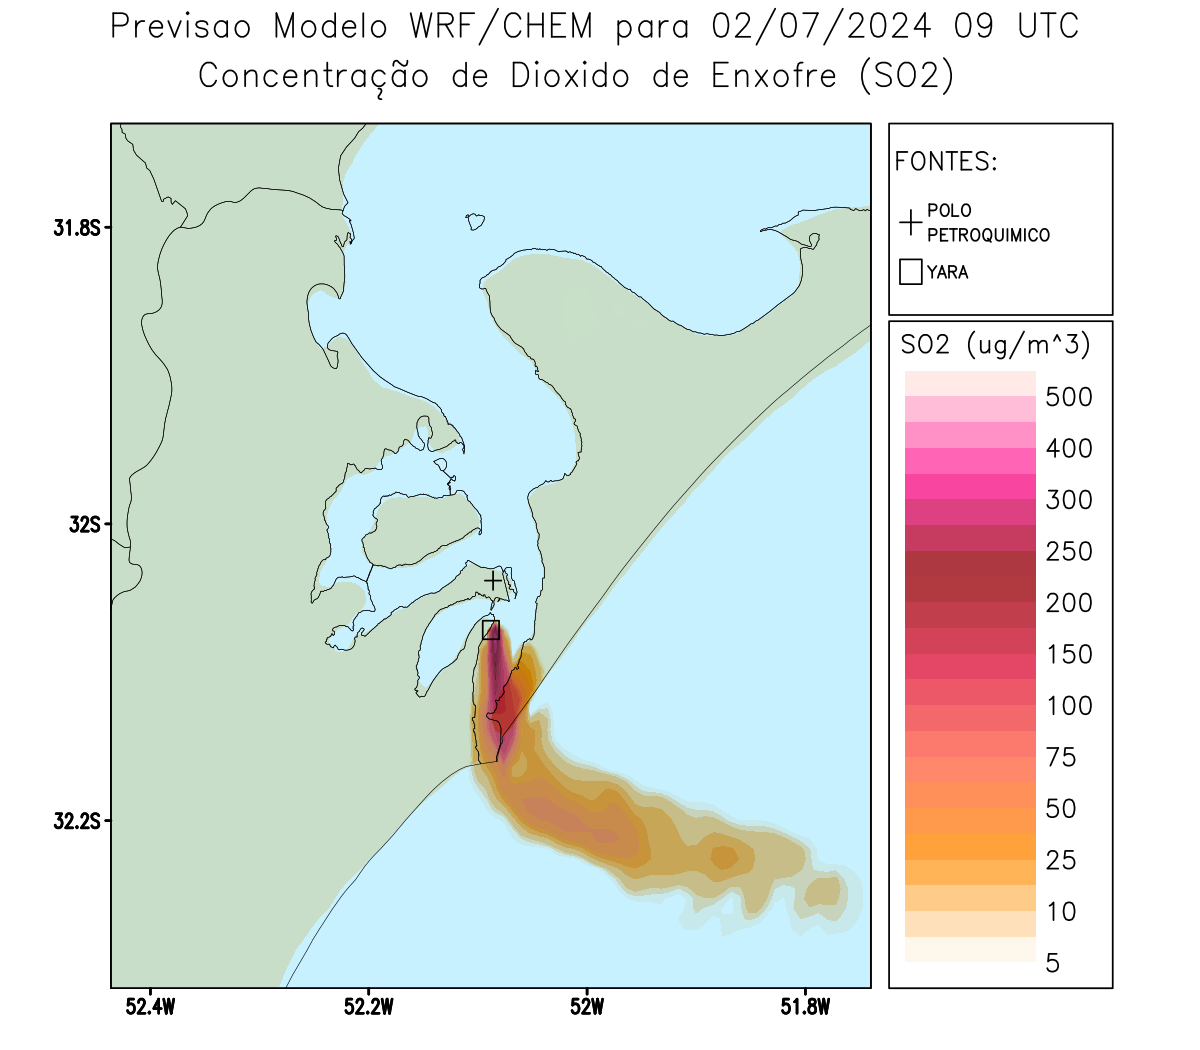 Previsao Modelo WRF/CHEM para 02/07/2024 09 UTC
Concentração de Dioxido de Enxofre (SO2)
FONTES:
POLO
PETROQUIMICO
YARA
31.8S
32S
32.2S
52.4W
52.2W
52W
51.8W
SO2 (ug/m^3)
500
400
300
250
200
150
100
75
50
25
10
5